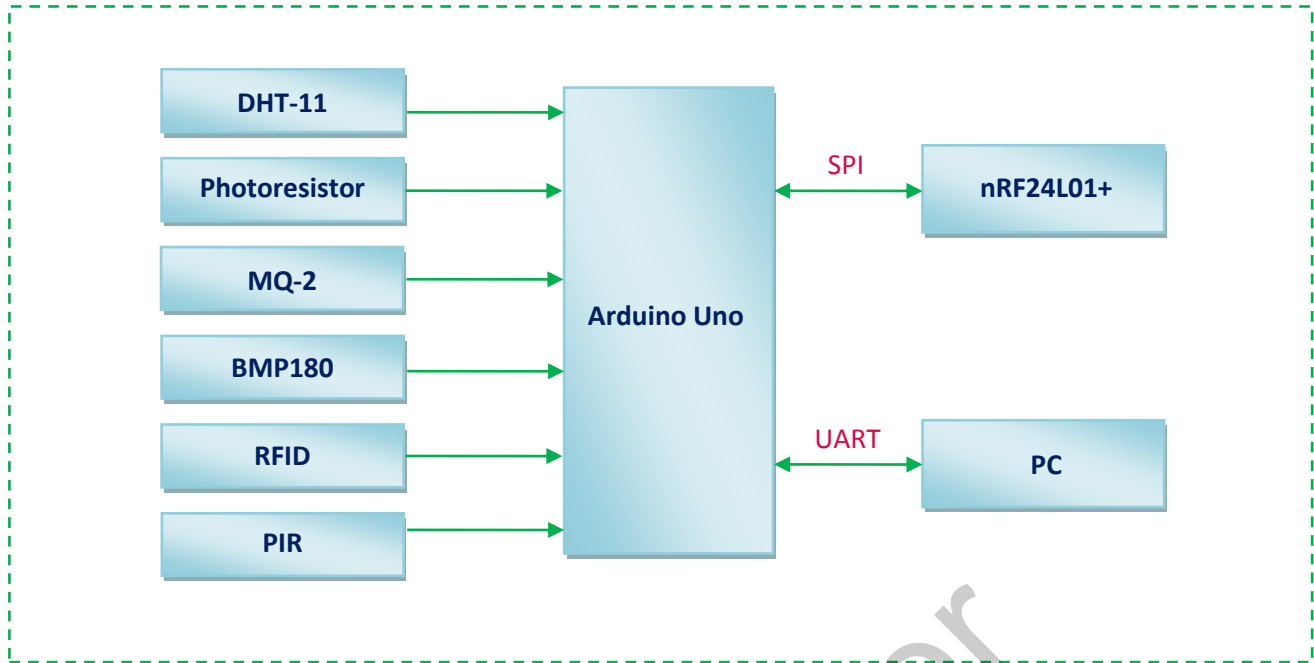 DHT-11
Photoresistor
MQ-2
BMP180
RFID
PIR
Arduino Uno
SPI
nRF24L01+
UART
PC